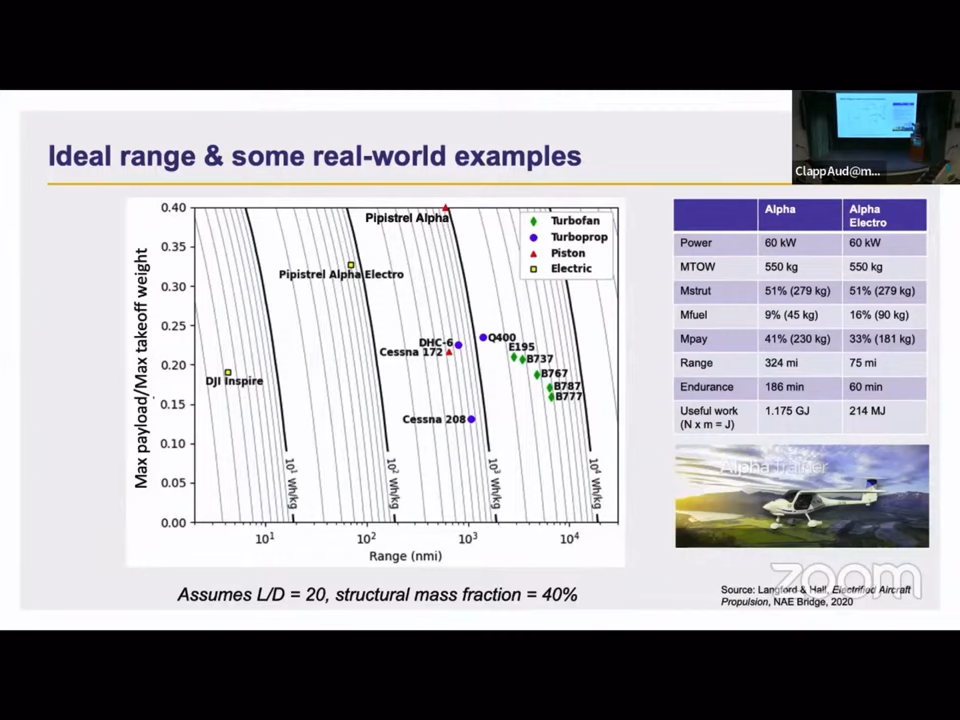 Ideal range & some real-world examples
ClappAud@m...
Max payload/Max takeoff weight
0.40
0.35
0.30
0.25
0.20
0.15
0.10
0.05
0.00
Pipistrel Alpha
Pipistrel Alpha Electro
DJI Inspire
DHC-6
Cessna 172
Q400
E195
B737
B767
B787
B777
Cessna 208
Turbofan
Turboprop
Piston
Electric
10¹ Wh/kg
10² Wh/kg
10³ Wh/kg
10⁴ Wh/kg
10¹
10²
10³
10⁴
Range (nmi)
Assumes L/D = 20, structural mass fraction = 40%
Alpha Alpha Electro
Power 60 kW 60 kW
MTOW 550 kg 550 kg
Mstrut 51% (279 kg) 51% (279 kg)
Mfuel 9% (45 kg) 16% (90 kg)
Mpay 41% (230 kg) 33% (181 kg)
Range 324 mi 75 mi
Endurance 186 min 60 min
Useful work (N x m = J) 1.175 GJ 214 MJ
Alpha Trainer
zoom
Source: Langford & Hall, Electrified Aircraft
Propulsion, NAE Bridge, 2020